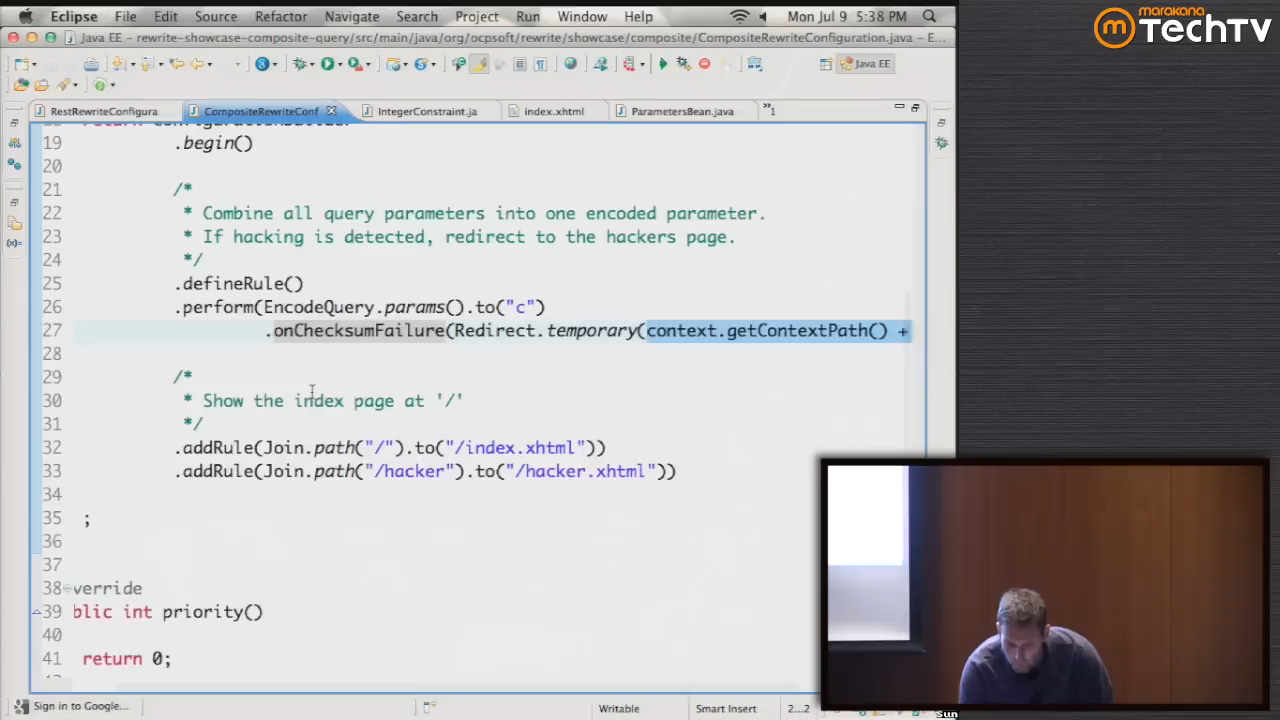 Eclipse File Edit Source Refactor Navigate Search Project Run Window Help Mon Jul 9 5:38 PM
marakana
TechTV
Java EE - rewrite-showcase-composite-query/src/main/java/org/ocpsoft/rewrite/showcase/composite/CompositeRewriteConfiguration.java - E...
Java EE
RestRewriteConfigura CompositeRewriteConf IntegerConstraint.ja index.xhtml ParametersBean.java »1
19 .begin()
20
21 /*
22 * Combine all query parameters into one encoded parameter.
23 * If hacking is detected, redirect to the hackers page.
24 */
25 .defineRule()
26 .perform(EncodeQuery.params().to("c")
27 .onChecksumFailure(Redirect.temporary(context.getContextPath() +
28
29 /*
30 * Show the index page at '/'
31 */
32 .addRule(Join.path("/").to("/index.xhtml"))
33 .addRule(Join.path("/hacker").to("/hacker.xhtml"))
34
35 ;
36
37
38 verride
39 blic int priority()
40
41 return 0;
Sign in to Google... Writable Smart Insert 2...2
Sun